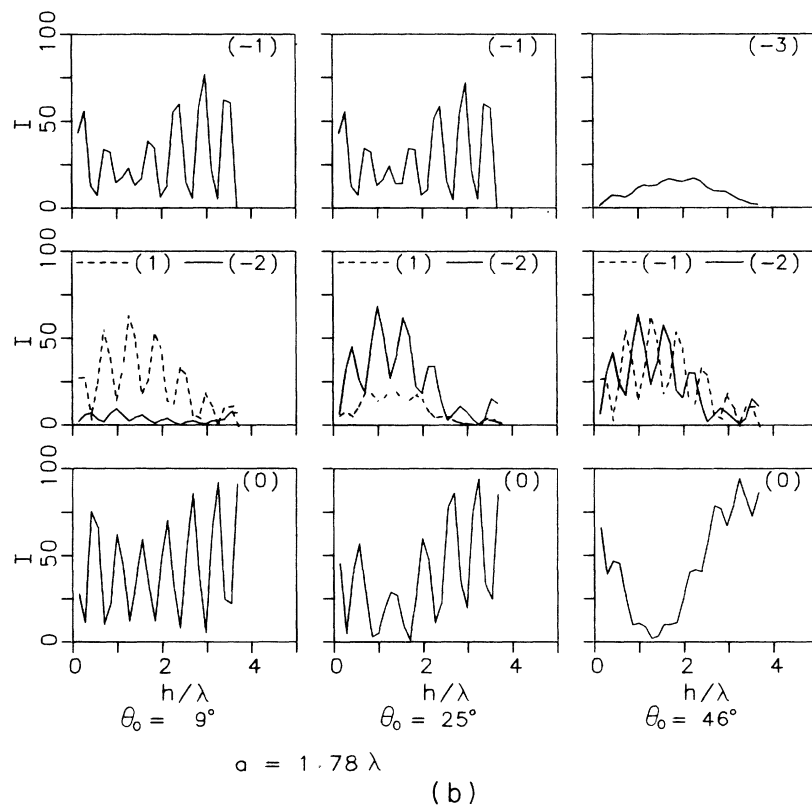 100 (-1) (-1) (-3)
I 50
0
100 (1) (-2) (1) (-2) (-1) (-2)
I 50
0
100 (0) (0) (0)
I 50
0
0 2 4 0 2 4 0 2 4
h/λ h/λ h/λ
θ₀ = 9° θ₀ = 25° θ₀ = 46°
a = 1.78 λ
(b)